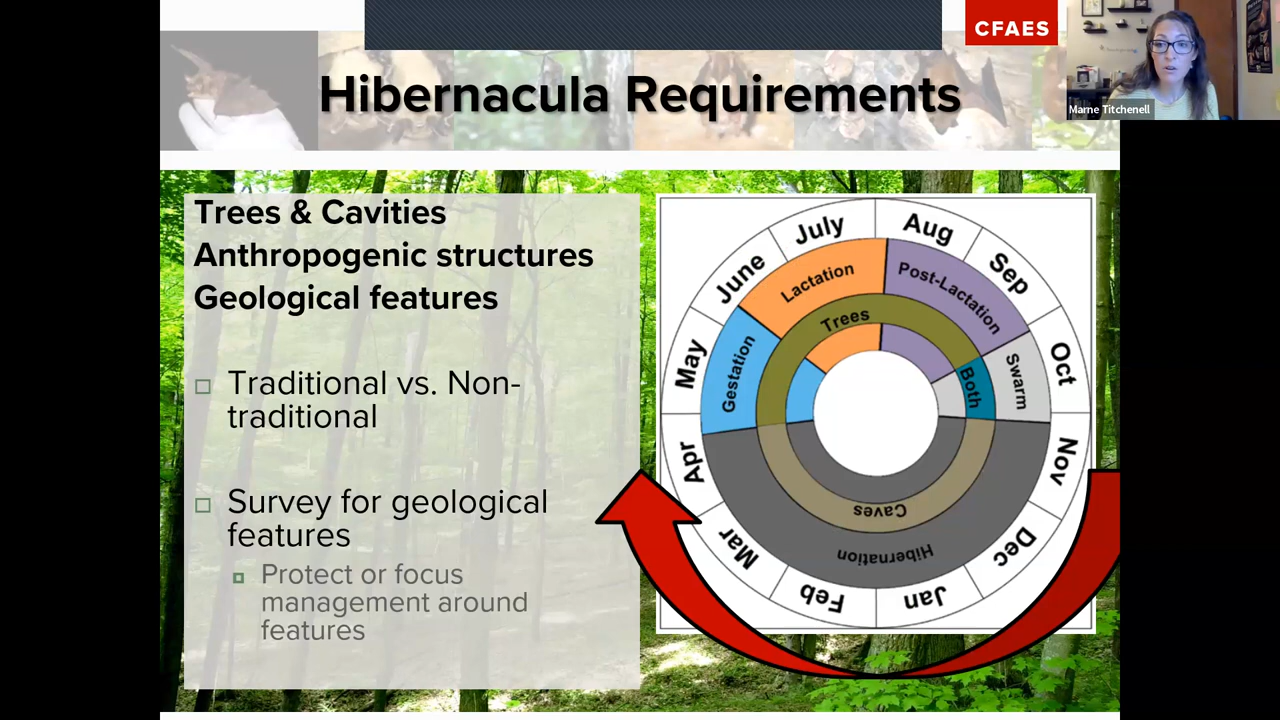 CFAES
Marne Titchenell
Hibernacula Requirements
Trees & Cavities
Anthropogenic structures
Geological features
Traditional vs. Non-
traditional
Survey for geological
features
Protect or focus
management around
features
July
Aug
Sep
Oct
Nov
Dec
Jan
Feb
Mar
Apr
May
June
Lactation
Post-Lactation
Swarm
Hibernation
Gestation
Trees
Both
Caves